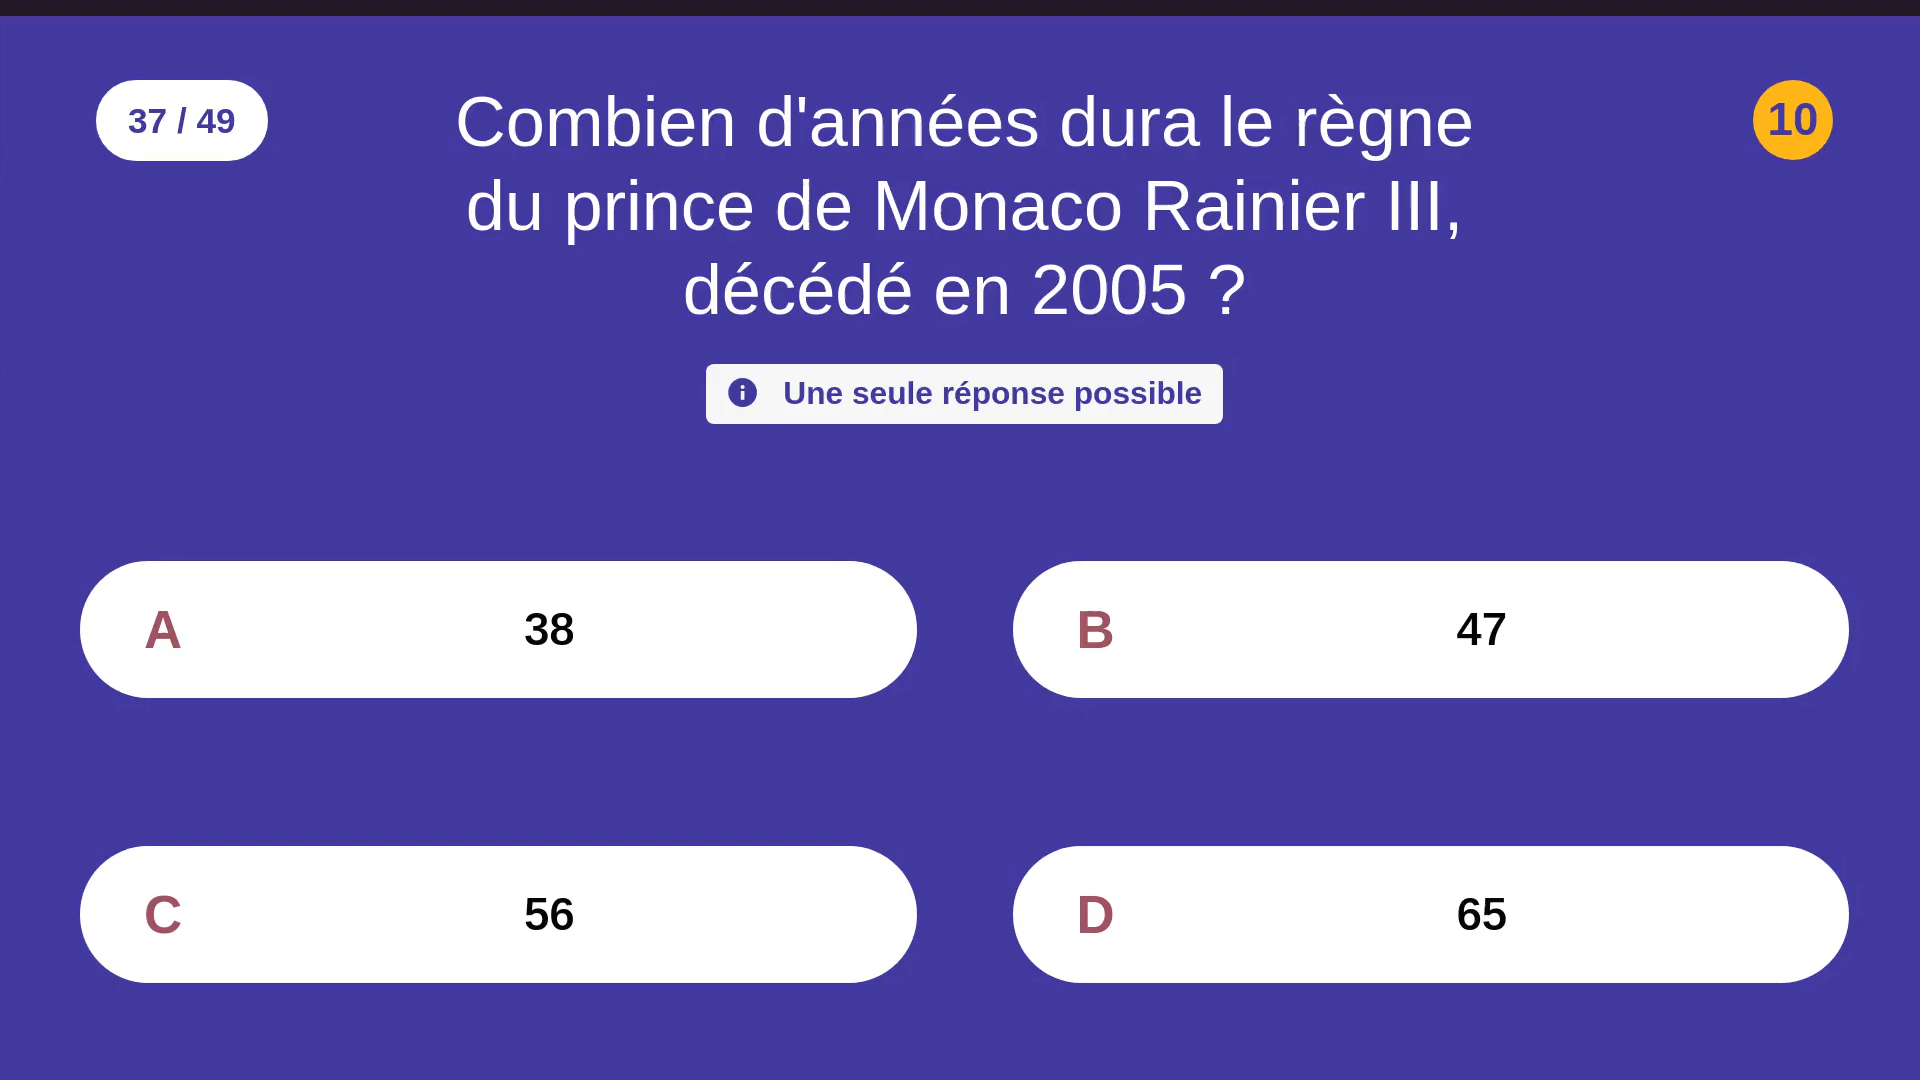 37 / 49
Combien d'années dura le règne
du prince de Monaco Rainier III,
décédé en 2005 ?
10
Une seule réponse possible
A 38
B 47
C 56
D 65